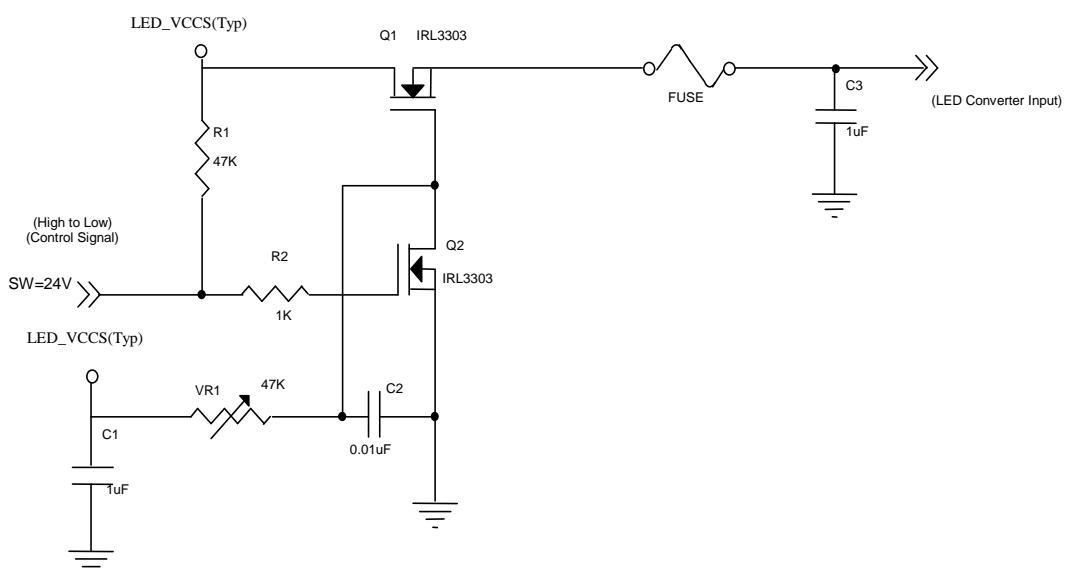 LED_VCCS(Typ)
Q1 IRL3303
FUSE
C3
(LED Converter Input)
1uF
R1
47K
(High to Low)
(Control Signal)
R2
Q2
IRL3303
SW=24V
1K
LED_VCCS(Typ)
VR1
47K
C2
C1
0.01uF
1uF